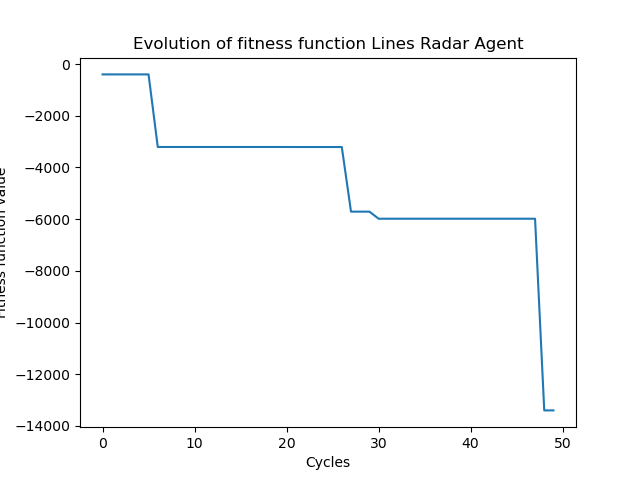 Evolution of fitness function Lines Radar Agent
Fitness function value
0
−2000
−4000
−6000
−8000
−10000
−12000
−14000
0 10 20 30 40 50
Cycles